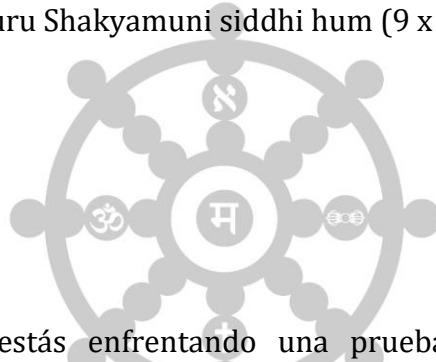 uru Shakyamuni siddhi hum (9 x
א
ॐ म
estás enfrentando una prueba